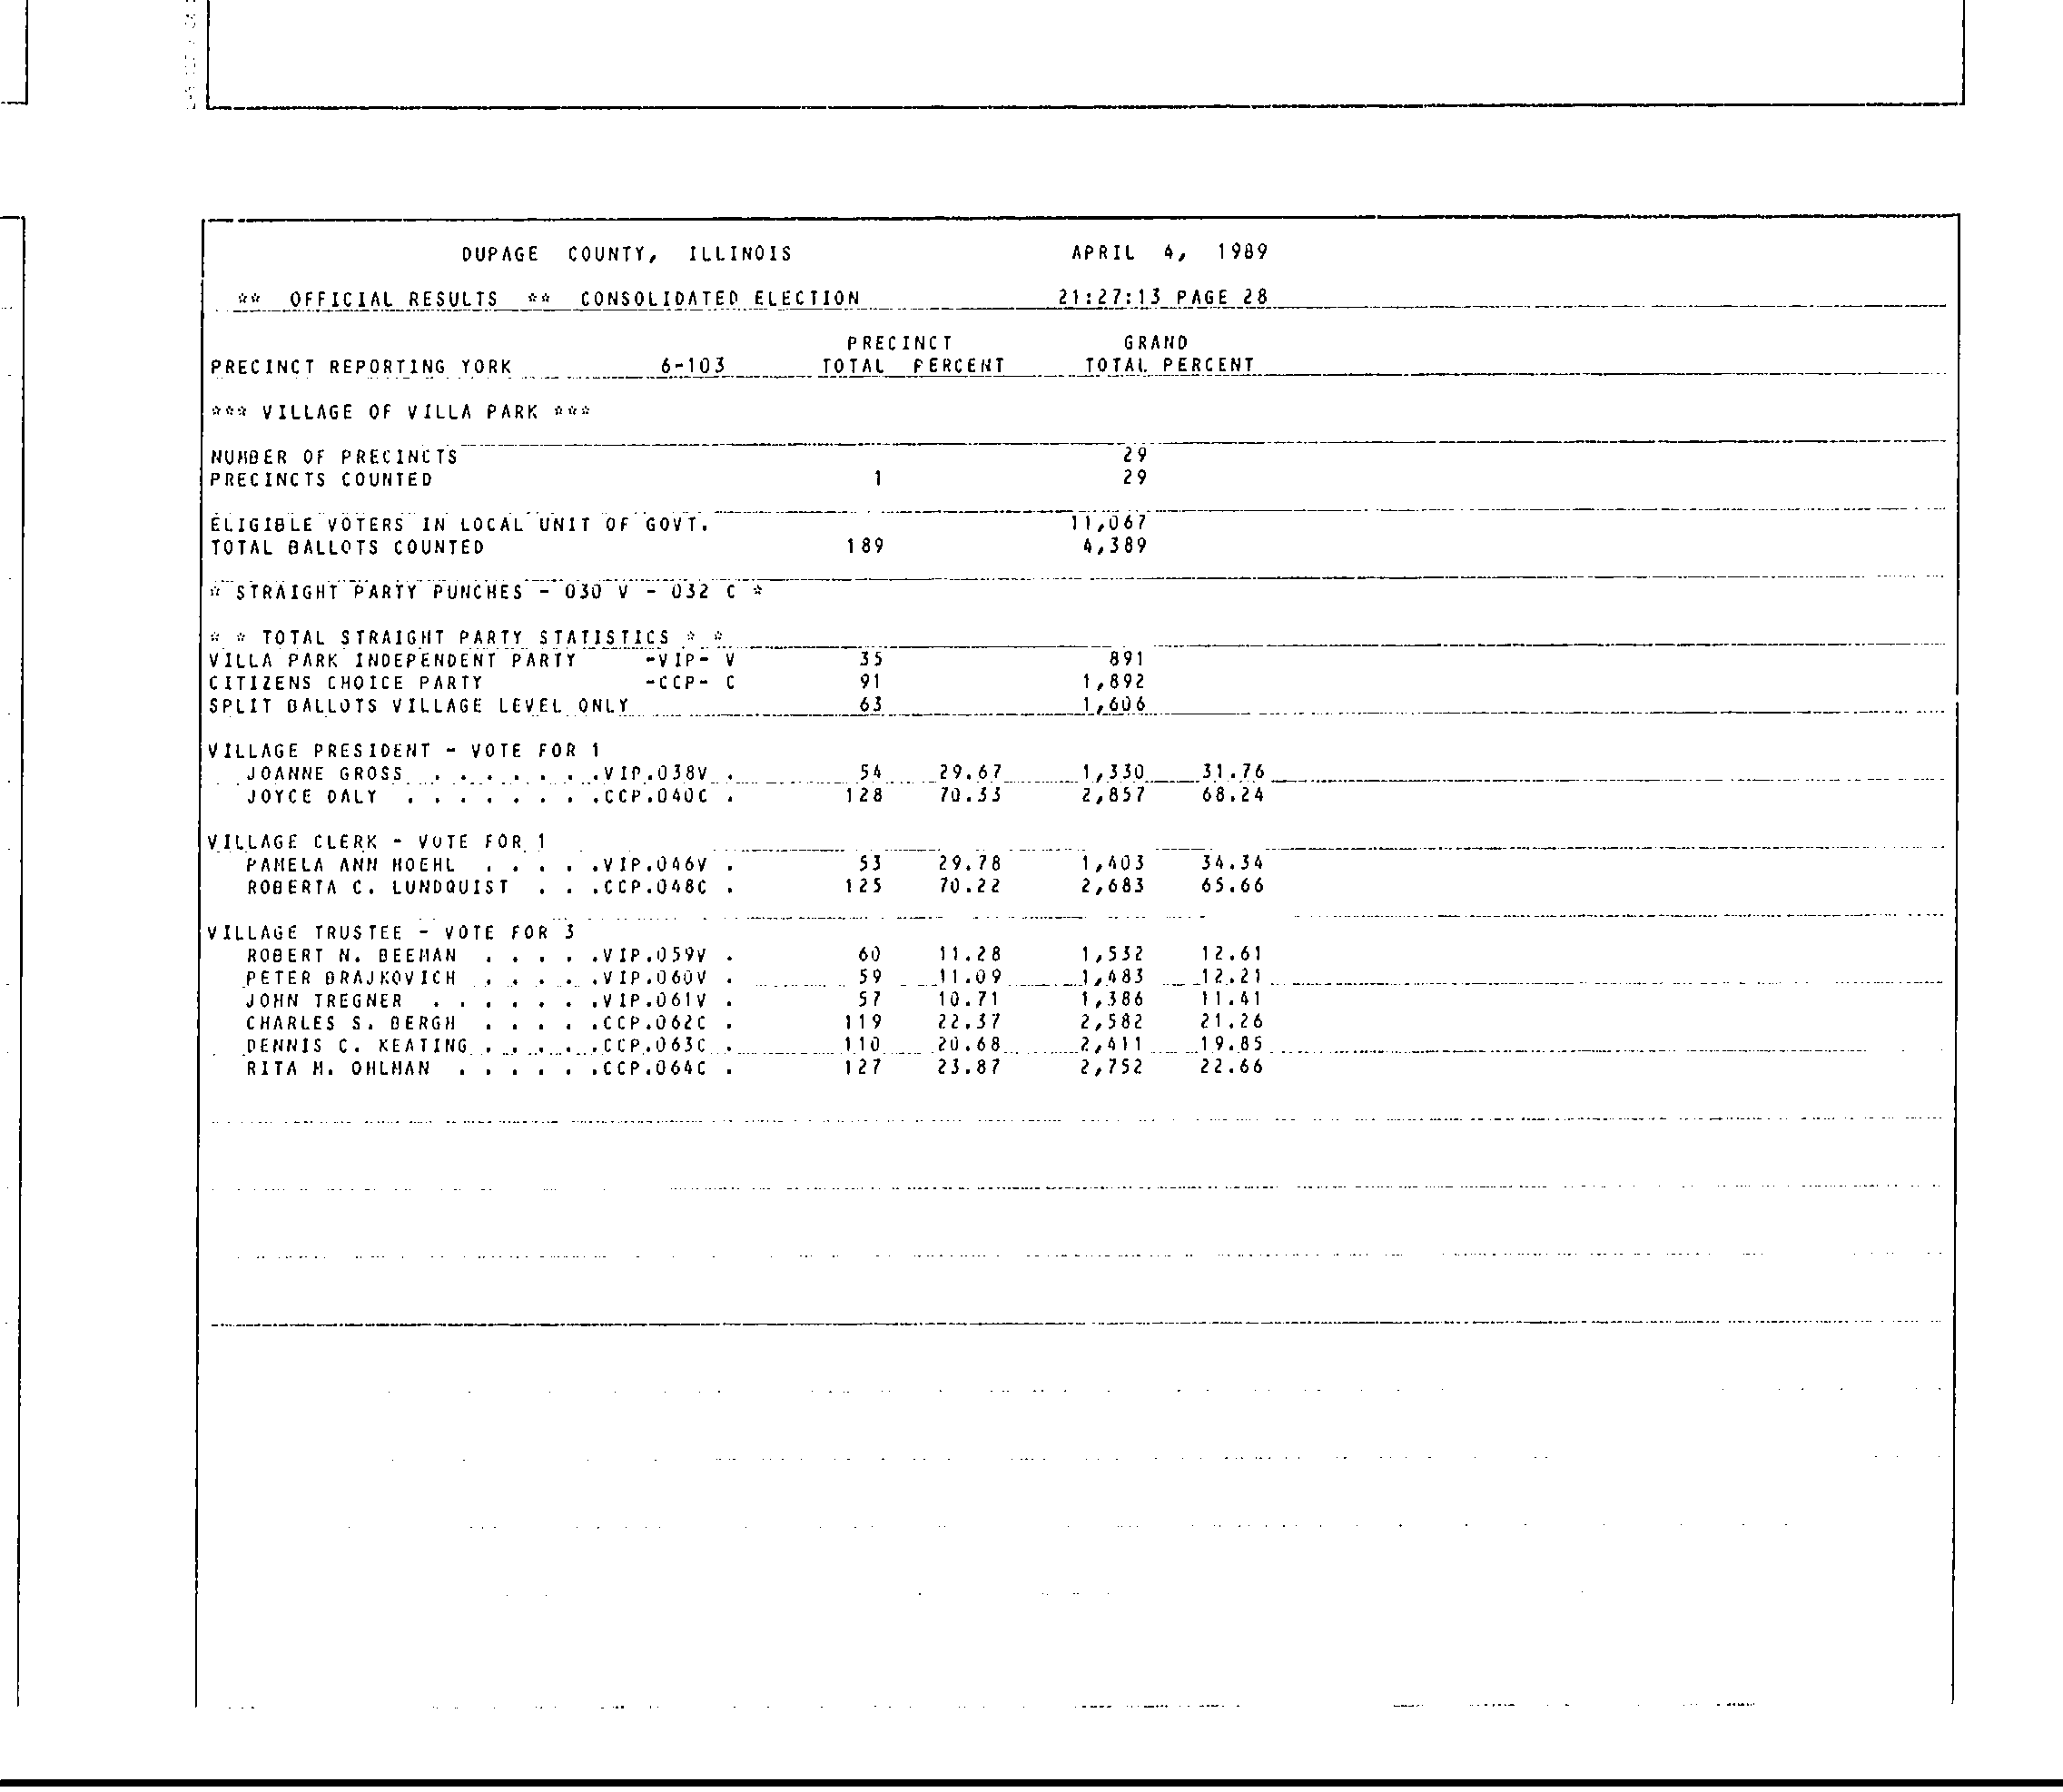 DUPAGE COUNTY, ILLINOIS APRIL 4, 1989
** OFFICIAL RESULTS ** CONSOLIDATED ELECTION 21:27:13 PAGE 28
PRECINCT GRAND
PRECINCT REPORTING YORK 6-103 TOTAL PERCENT TOTAL PERCENT
*** VILLAGE OF VILLA PARK ***
NUMBER OF PRECINCTS 29
PRECINCTS COUNTED 1 29
ELIGIBLE VOTERS IN LOCAL UNIT OF GOVT. 11,067
TOTAL BALLOTS COUNTED 189 4,389
* STRAIGHT PARTY PUNCHES - 030 V - 032 C *
* * TOTAL STRAIGHT PARTY STATISTICS * *
VILLA PARK INDEPENDENT PARTY -VIP- V 35 891
CITIZENS CHOICE PARTY -CCP- C 91 1,892
SPLIT BALLOTS VILLAGE LEVEL ONLY 63 1,606
VILLAGE PRESIDENT - VOTE FOR 1
JOANNE GROSS . . . . . . . .VIP.038V . 54 29.67 1,330 31.76
JOYCE DALY . . . . . . . .CCP.040C . 128 70.33 2,857 68.24
VILLAGE CLERK - VOTE FOR 1
PAMELA ANN HOEHL . . . . .VIP.046V . 53 29.78 1,403 34.34
ROBERTA C. LUNDQUIST . . .CCP.048C . 125 70.22 2,683 65.66
VILLAGE TRUSTEE - VOTE FOR 3
ROBERT N. BEEMAN . . . . .VIP.059V . 60 11.28 1,532 12.61
PETER BRAJKOVICH . . . . .VIP.060V . 59 11.09 1,483 12.21
JOHN TREGNER . . . . . . .VIP.061V . 57 10.71 1,386 11.41
CHARLES S. BERGH . . . . .CCP.062C . 119 22.37 2,582 21.26
DENNIS C. KEATING . . . . .CCP.063C . 110 20.68 2,411 19.85
RITA M. OHLMAN . . . . . .CCP.064C . 127 23.87 2,752 22.66